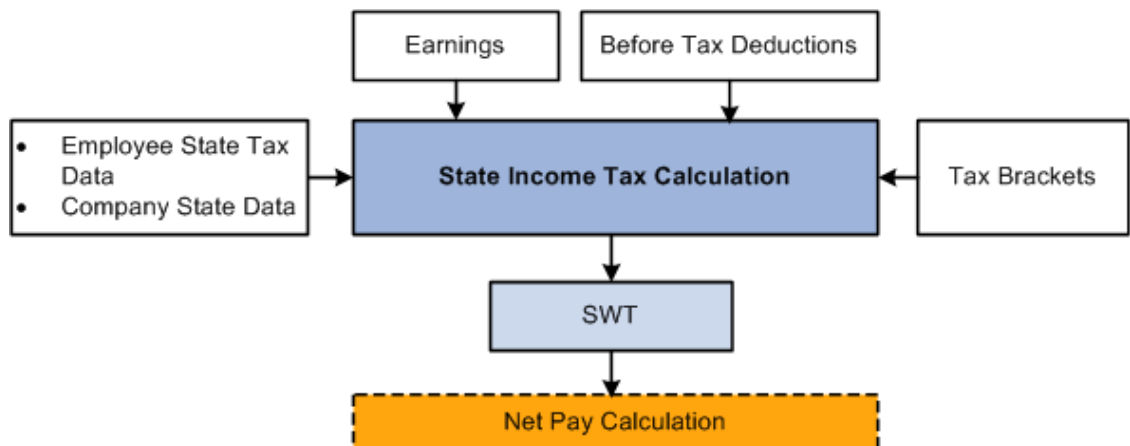 Earnings
Before Tax Deductions
• Employee State Tax
Data
• Company State Data
State Income Tax Calculation
Tax Brackets
SWT
Net Pay Calculation